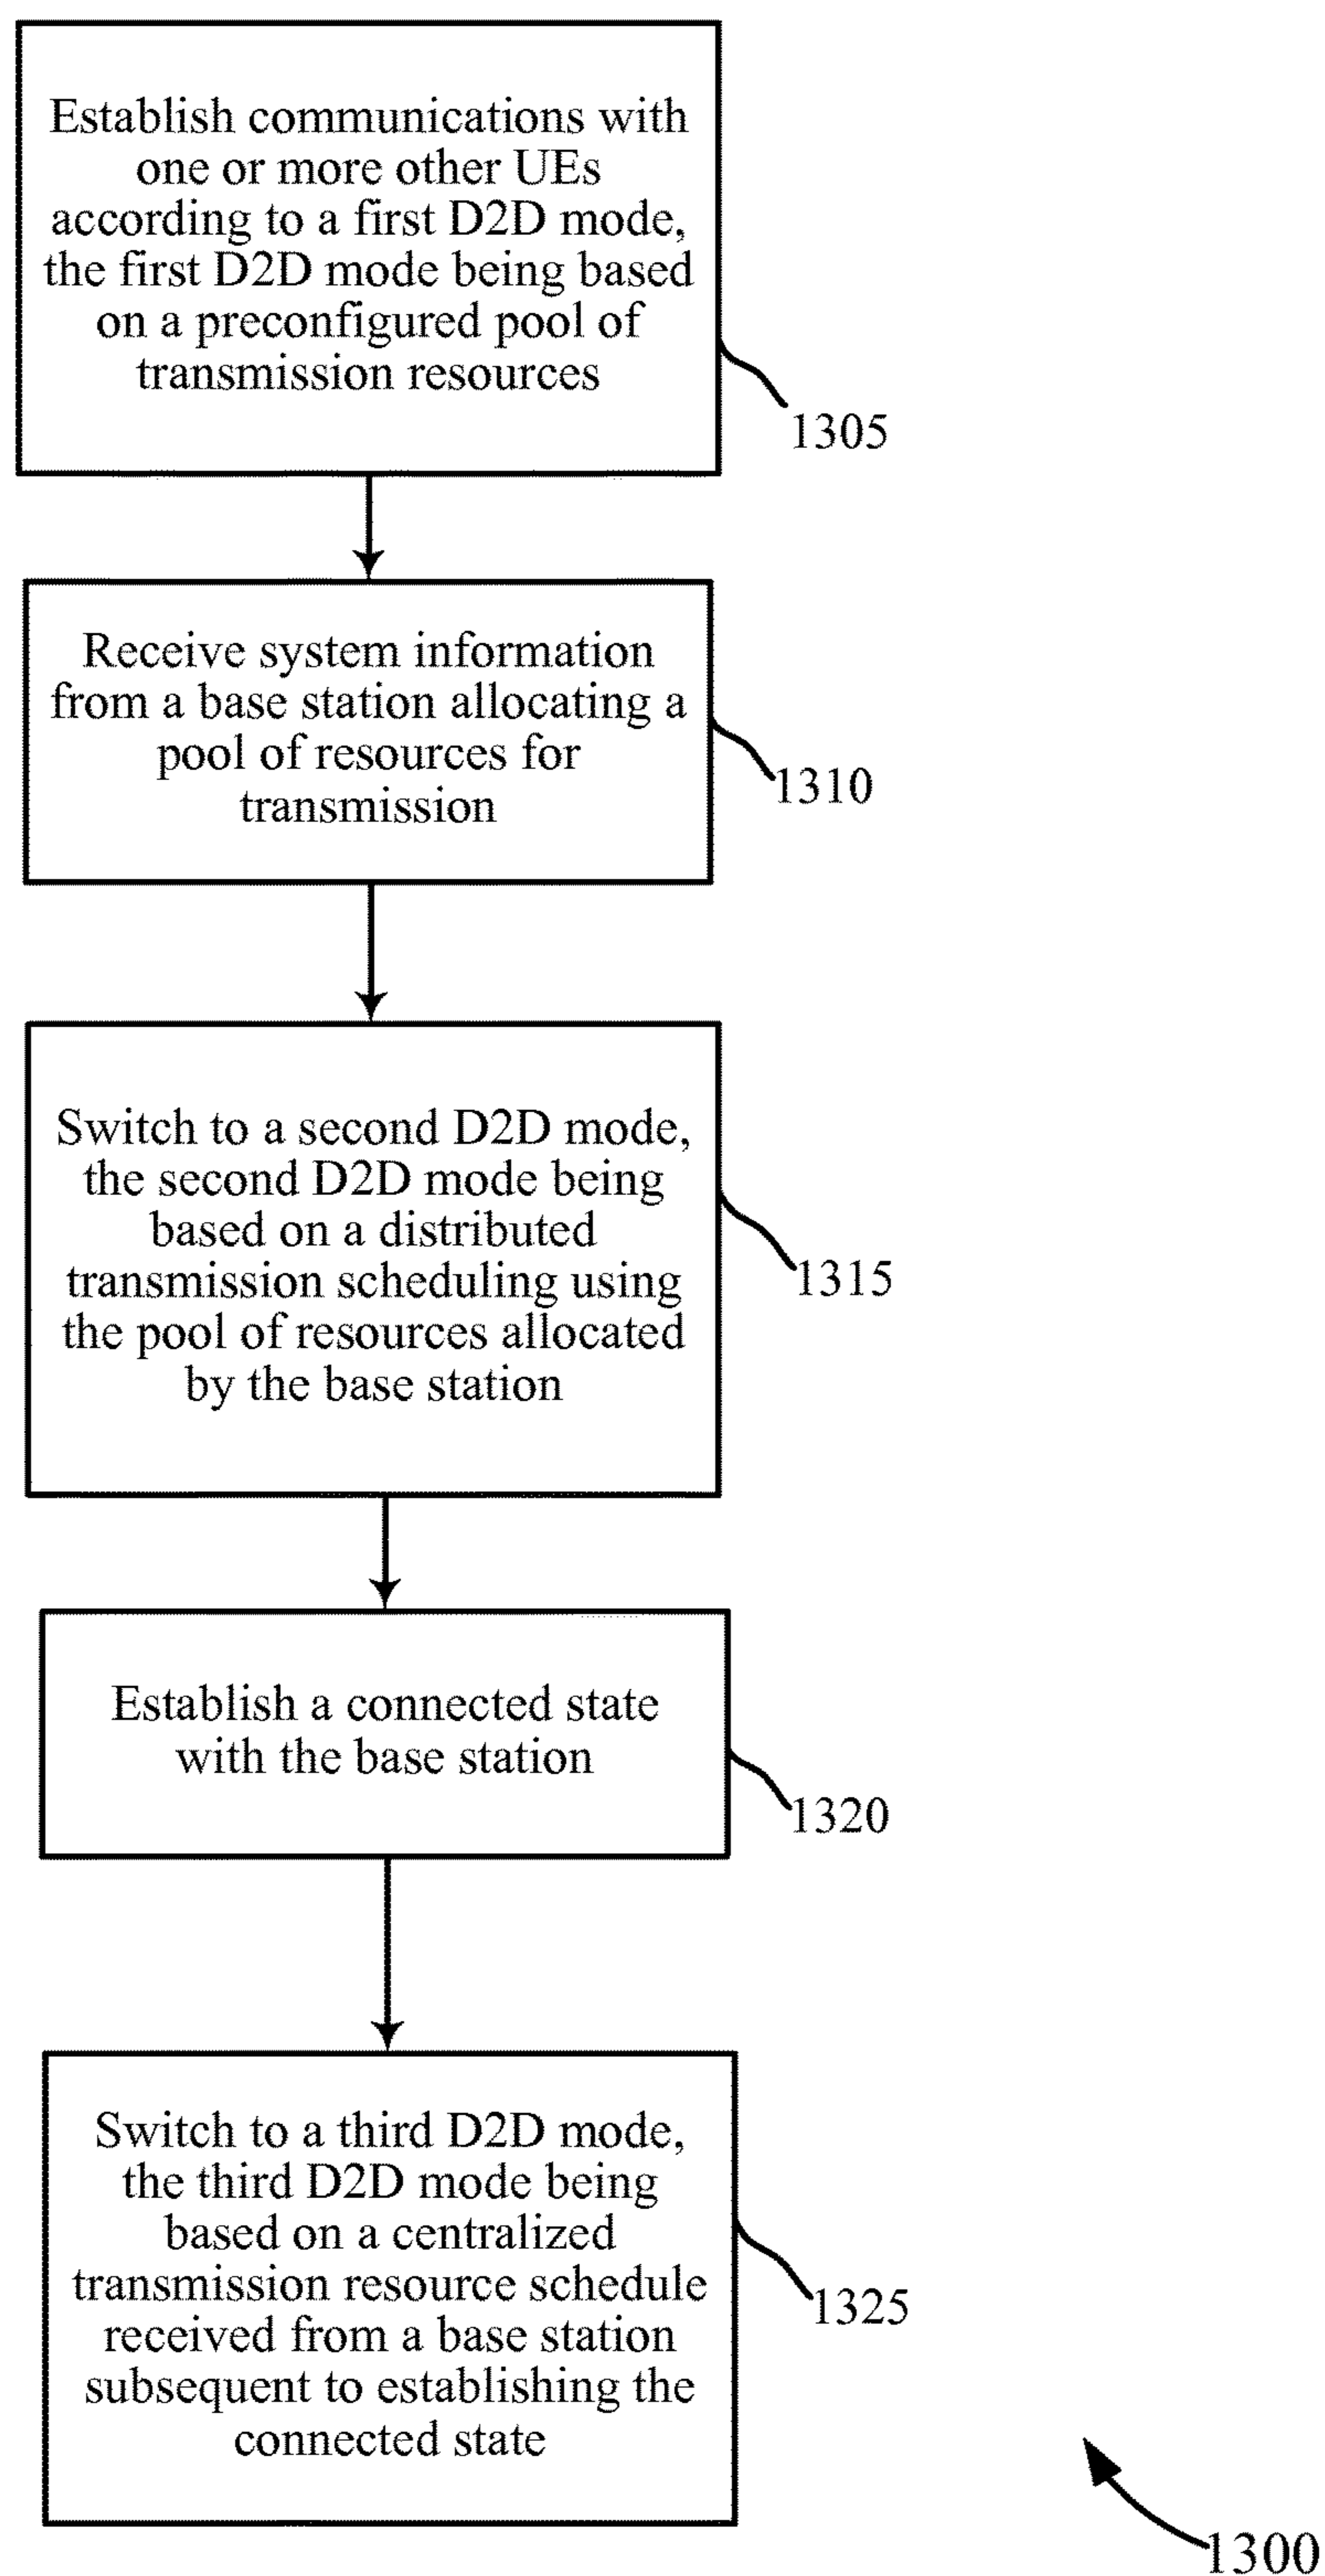 Establish communications with
one or more other UEs
according to a first D2D mode,
the first D2D mode being based
on a preconfigured pool of
transmission resources
1305
Receive system information
from a base station allocating a
pool of resources for
transmission
1310
Switch to a second D2D mode,
the second D2D mode being
based on a distributed
transmission scheduling using
the pool of resources allocated
by the base station
1315
Establish a connected state
with the base station
1320
Switch to a third D2D mode,
the third D2D mode being
based on a centralized
transmission resource schedule
received from a base station
subsequent to establishing the
connected state
1325
1300